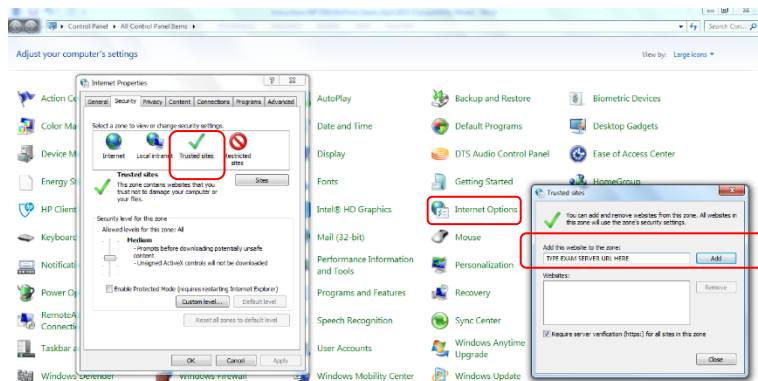 Control Panel ▸ All Control Panel Items ▸
Search Con...
Adjust your computer's settings
View by: Large icons
Action Ce
AutoPlay
Backup and Restore
Biometric Devices
Color Ma
Date and Time
Default Programs
Desktop Gadgets
Device M
Display
DTS Audio Control Panel
Ease of Access Center
Energy St
Fonts
Getting Started
HomeGroup
HP Client
Intel® HD Graphics
Internet Options
Keyboard
Mail (32-bit)
Mouse
Notificati
Performance Information
and Tools
Personalization
Power Op
Programs and Features
Recovery
RemoteA
Connecti
Speech Recognition
Sync Center
Taskbar a
User Accounts
Windows Anytime
Upgrade
Windows Defender
Windows Firewall
Windows Mobility Center
Windows Update
Internet Properties
General Security Privacy Content Connections Programs Advanced
Select a zone to view or change security settings.
Internet Local intranet Trusted sites Restricted
sites
Trusted sites
This zone contains websites that you
trust not to damage your computer or
your files.
Sites
Security level for this zone
Allowed levels for this zone: All
Medium
- Prompts before downloading potentially unsafe
content
- Unsigned ActiveX controls will not be downloaded
Enable Protected Mode (requires restarting Internet Explorer)
Custom level... Default level
Reset all zones to default level
OK Cancel Apply
Trusted sites
You can add and remove websites from this zone. All websites in
this zone will use the zone's security settings.
Add this website to the zone:
TYPE EXAM SERVER URL HERE
Add
Websites:
Remove
Require server verification (https:) for all sites in this zone
Close